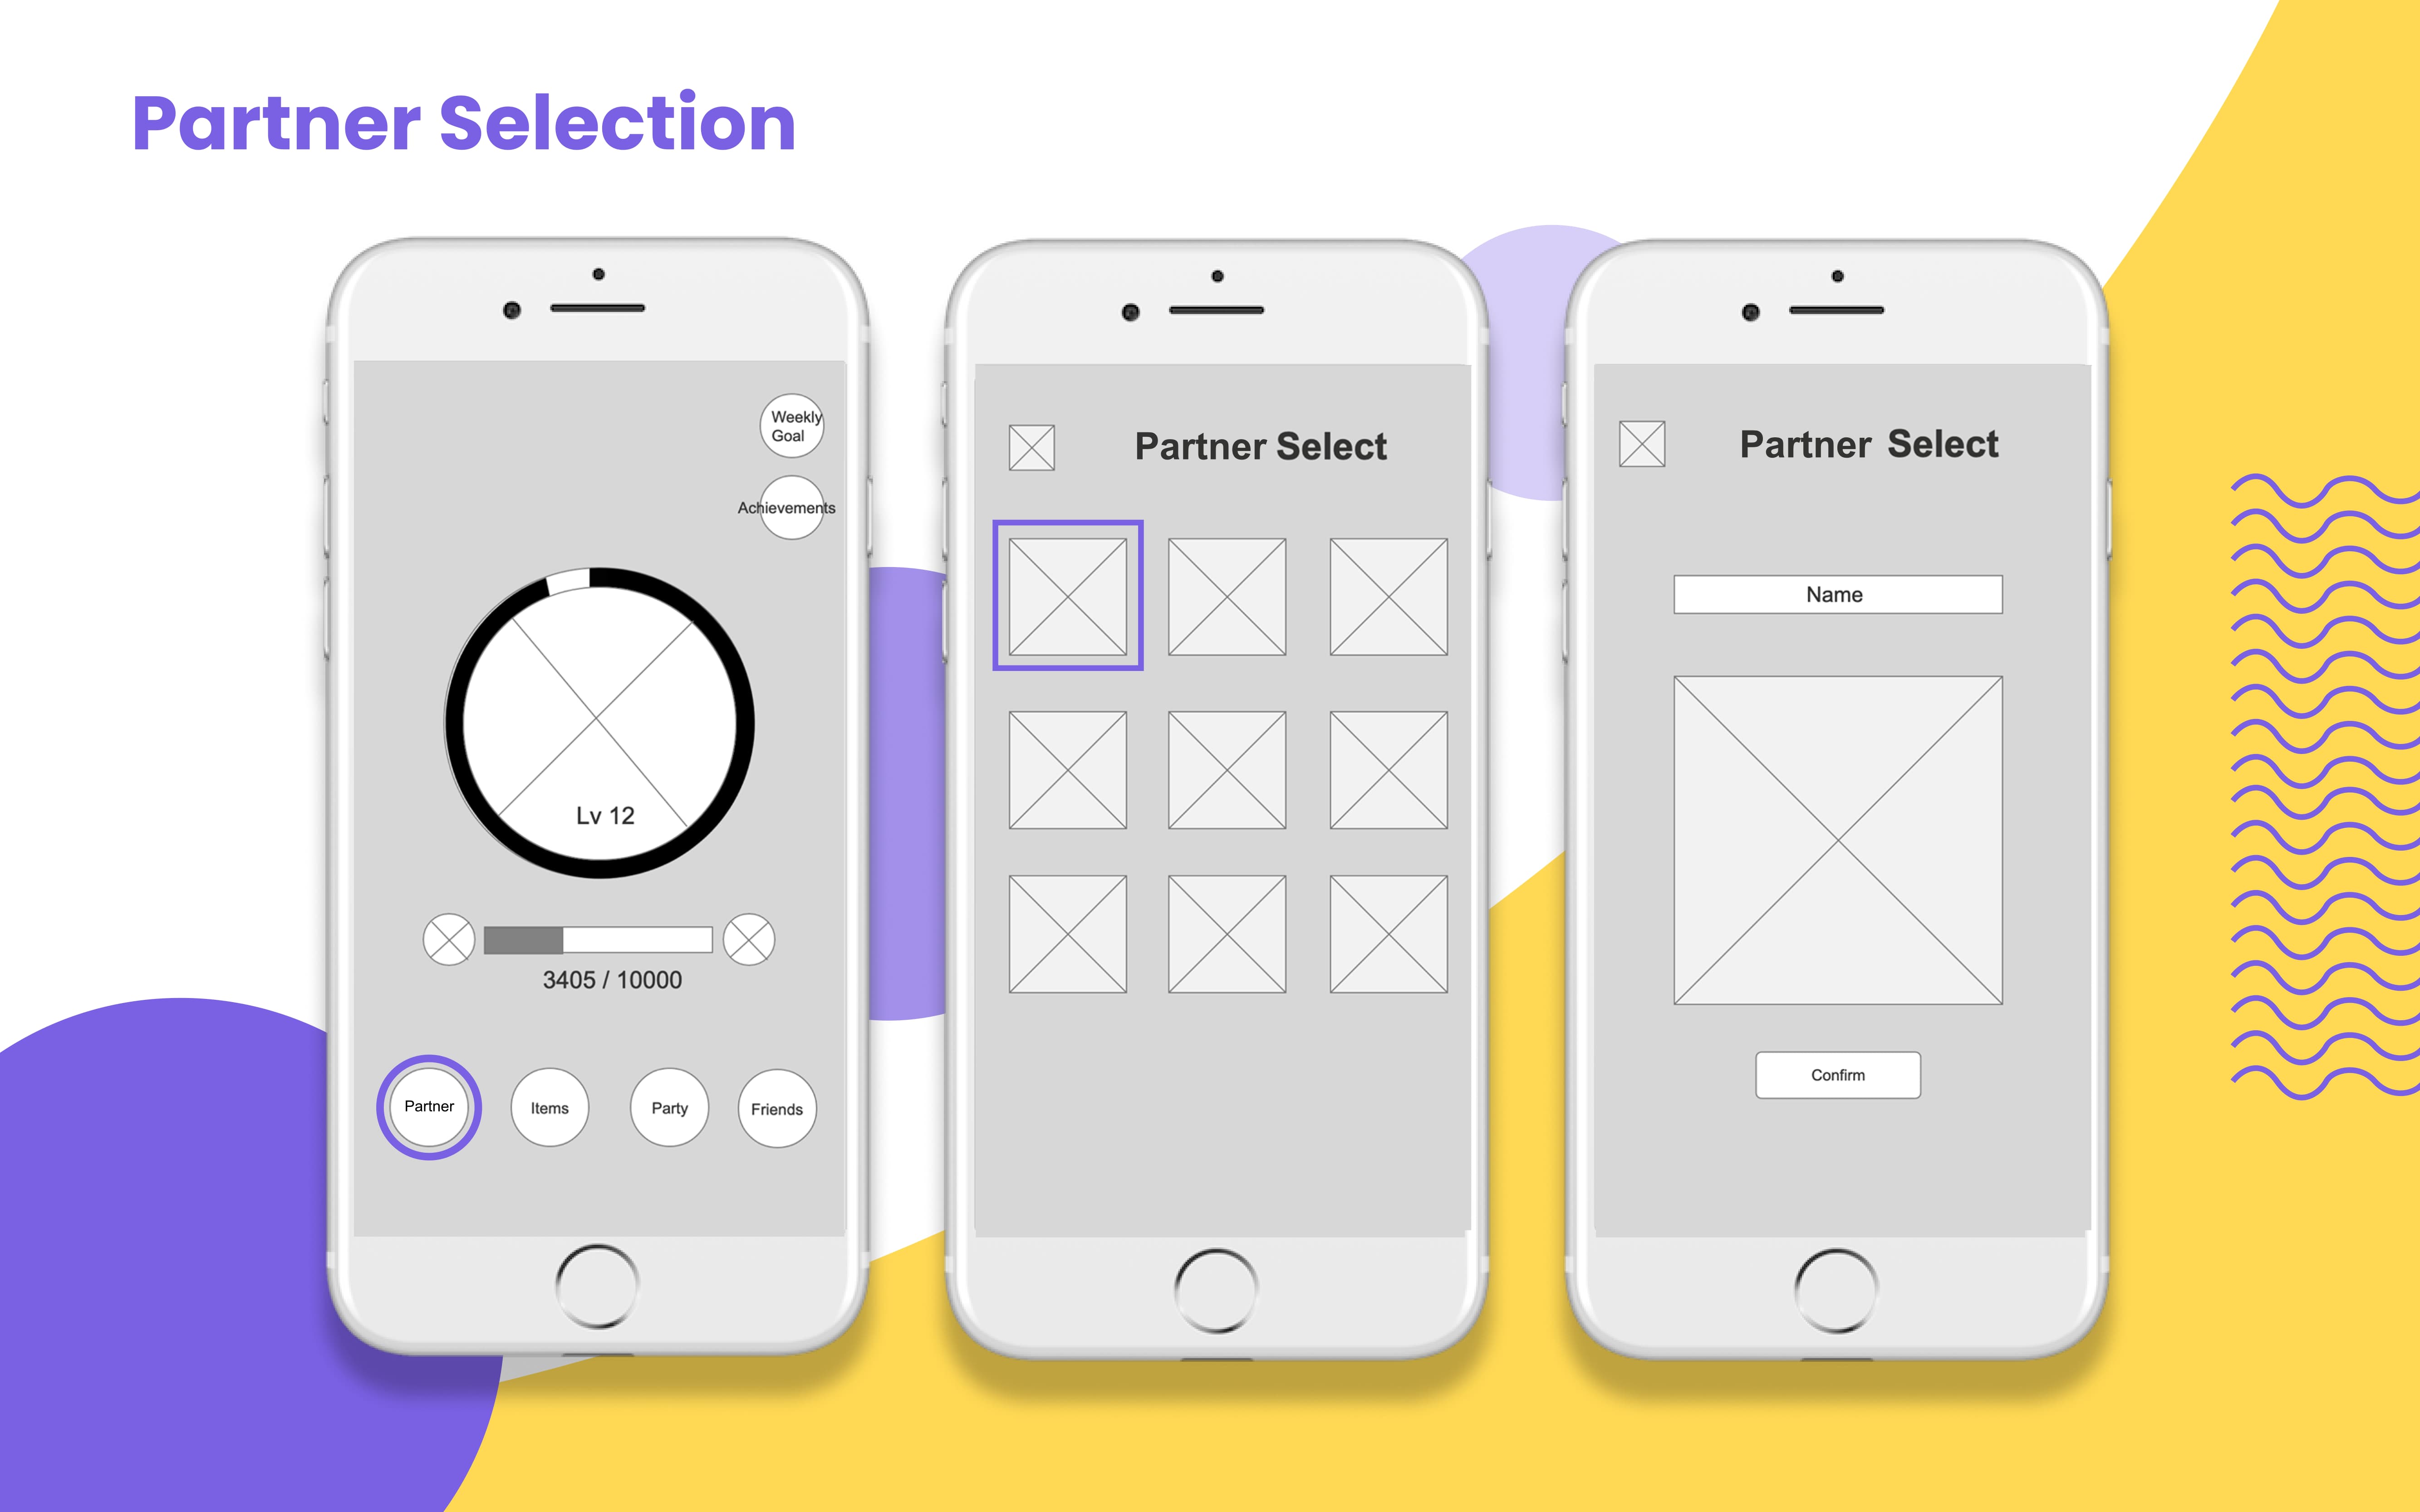 Partner Selection
Weekly
Goal
Achievements
Lv 12
3405 / 10000
Partner
Items
Party
Friends
Partner Select
Partner Select
Name
Confirm